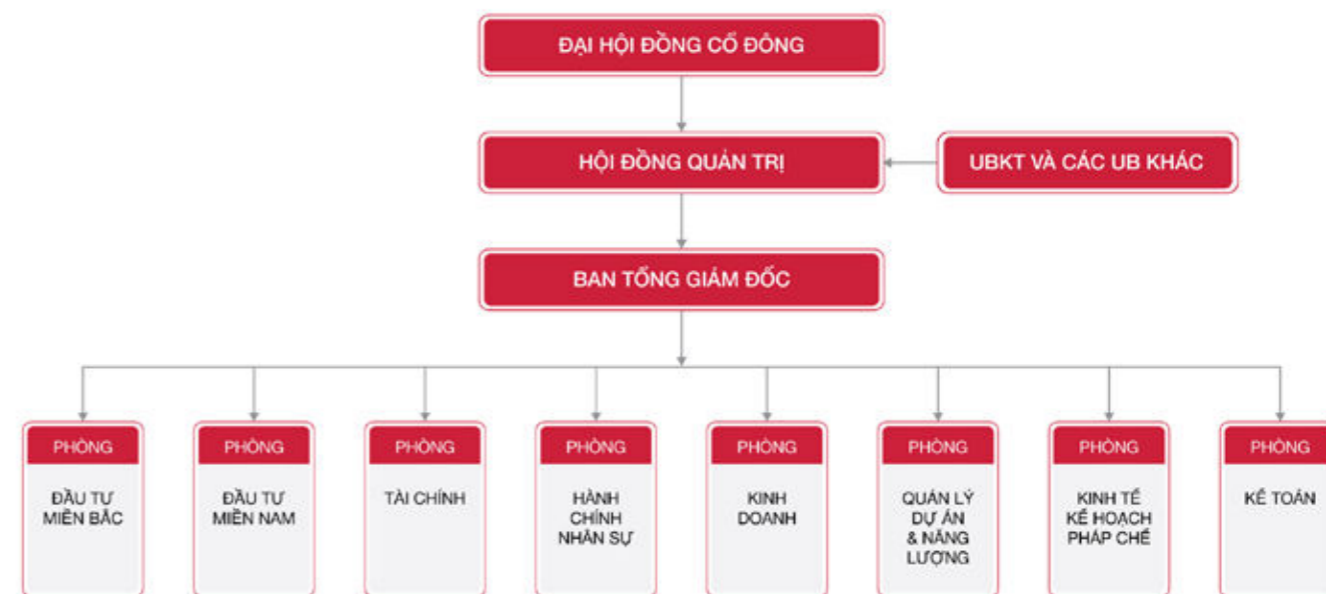 ĐẠI HỘI ĐỒNG CỔ ĐÔNG
HỘI ĐỒNG QUẢN TRỊ
UBKT VÀ CÁC UB KHÁC
BAN TỔNG GIÁM ĐỐC
PHÒNG
ĐẦU TƯ
MIỀN BẮC
PHÒNG
ĐẦU TƯ
MIỀN NAM
PHÒNG
TÀI CHÍNH
PHÒNG
HÀNH
CHÍNH
NHÂN SỰ
PHÒNG
KINH
DOANH
PHÒNG
QUẢN LÝ
DỰ ÁN
& NĂNG
LƯỢNG
PHÒNG
KINH TẾ
KẾ HOẠCH
PHÁP CHẾ
PHÒNG
KẾ TOÁN